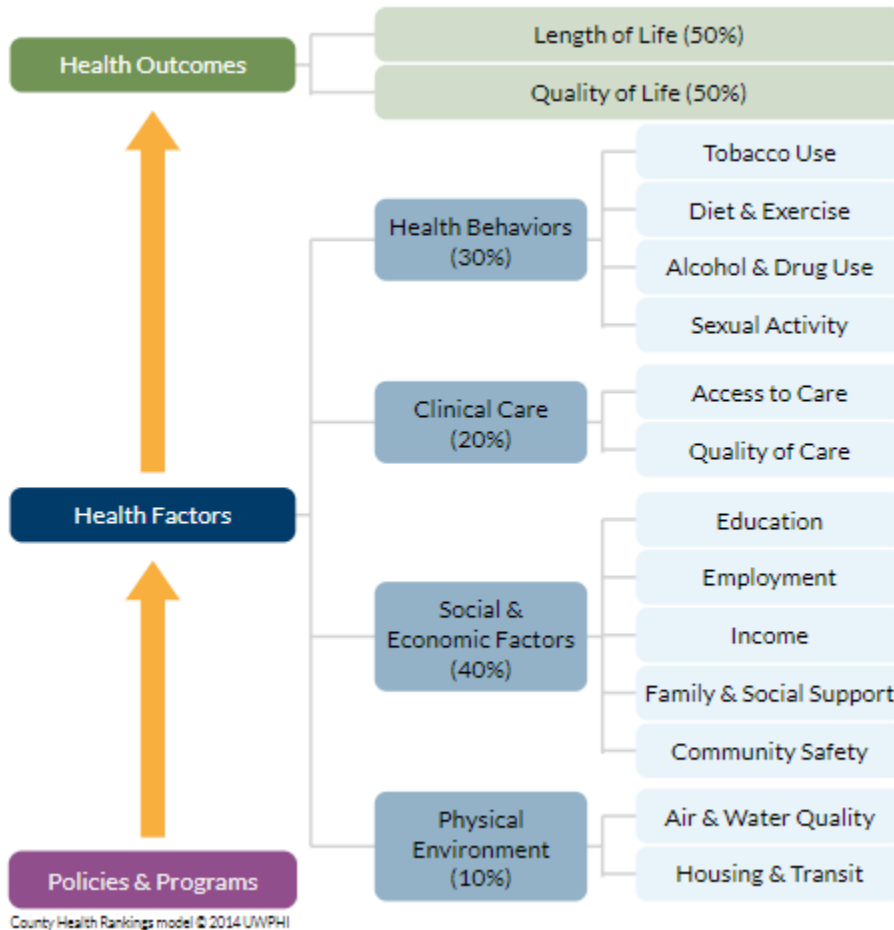 Health Outcomes
Length of Life (50%)
Quality of Life (50%)
Health Factors
Health Behaviors
(30%)
Tobacco Use
Diet & Exercise
Alcohol & Drug Use
Sexual Activity
Clinical Care
(20%)
Access to Care
Quality of Care
Social &
Economic Factors
(40%)
Education
Employment
Income
Family & Social Support
Community Safety
Physical
Environment
(10%)
Air & Water Quality
Housing & Transit
Policies & Programs
County Health Rankings model © 2014 UWPHI